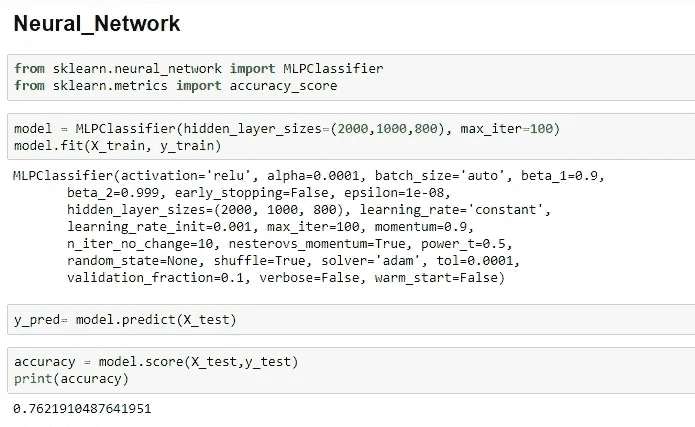 Neural_Network
from sklearn.neural_network import MLPClassifier
from sklearn.metrics import accuracy_score
model = MLPClassifier(hidden_layer_sizes=(2000,1000,800), max_iter=100)
model.fit(X_train, y_train)
MLPClassifier(activation='relu', alpha=0.0001, batch_size='auto', beta_1=0.9,
beta_2=0.999, early_stopping=False, epsilon=1e-08,
hidden_layer_sizes=(2000, 1000, 800), learning_rate='constant',
learning_rate_init=0.001, max_iter=100, momentum=0.9,
n_iter_no_change=10, nesterovs_momentum=True, power_t=0.5,
random_state=None, shuffle=True, solver='adam', tol=0.0001,
validation_fraction=0.1, verbose=False, warm_start=False)
y_pred= model.predict(X_test)
accuracy = model.score(X_test,y_test)
print(accuracy)
0.7621910487641951